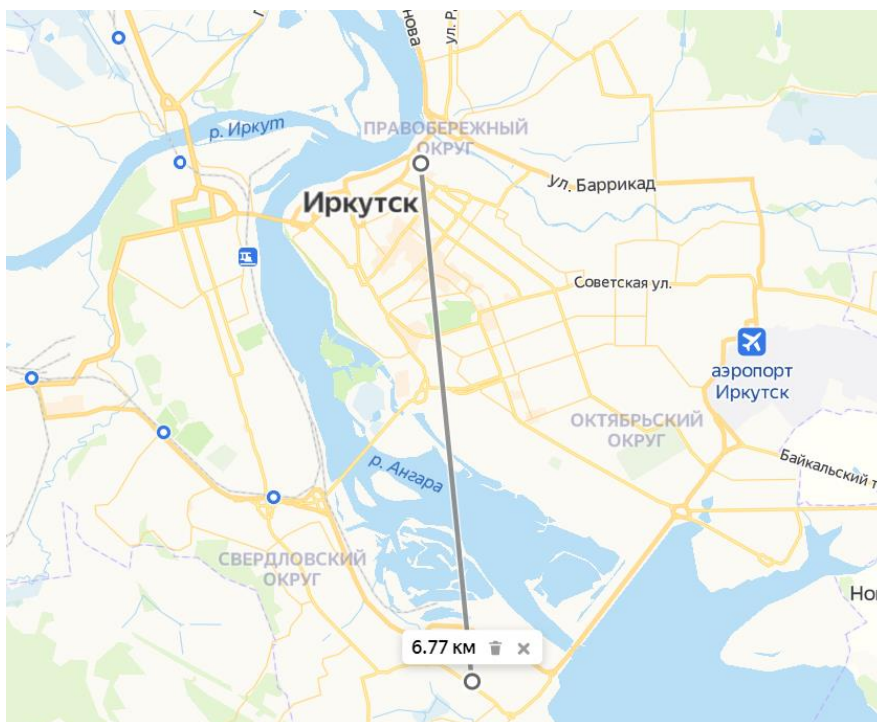 нова
ул. Р
р. Иркут
ПРАВОБЕРЕЖНЫЙ
ОКРУГ
ул. Баррикад
Иркутск
Советская ул.
аэропорт
Иркутск
ОКТЯБРЬСКИЙ
ОКРУГ
Байкальский т
р. Ангара
СВЕРДЛОВСКИЙ
ОКРУГ
Но
6.77 км